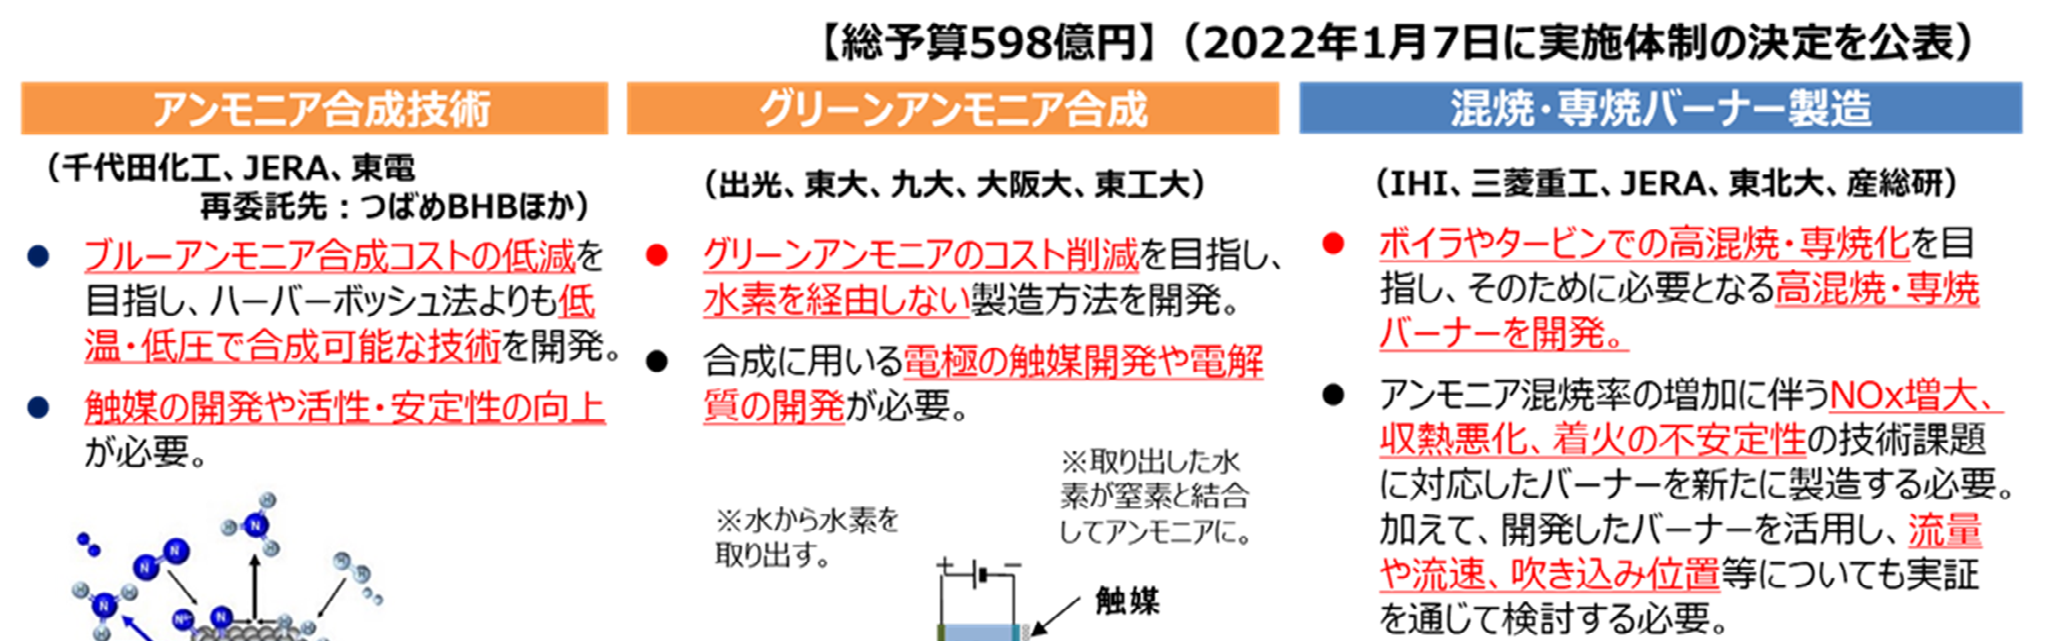 【総予算598億円】（2022年1月7日に実施体制の決定を公表）
アンモニア合成技術
（千代田化工、JERA、東電
再委託先：つばめBHBほか）
● ブルーアンモニア合成コストの低減を
目指し、ハーバーボッシュ法よりも低
温・低圧で合成可能な技術を開発。
● 触媒の開発や活性・安定性の向上
が必要。
N
N
N
H
H
H
H
H
N
H
H
H
N
N
グリーンアンモニア合成
（出光、東大、九大、大阪大、東工大）
● グリーンアンモニアのコスト削減を目指し、
水素を経由しない製造方法を開発。
● 合成に用いる電極の触媒開発や電解
質の開発が必要。
※水から水素を
取り出す。
※取り出した水
素が窒素と結合
してアンモニアに。
＋ －
触媒
混焼・専焼バーナー製造
（IHI、三菱重工、JERA、東北大、産総研）
● ボイラやタービンでの高混焼・専焼化を目
指し、そのために必要となる高混焼・専焼
バーナーを開発。
● アンモニア混焼率の増加に伴うNOx増大、
収熱悪化、着火の不安定性の技術課題
に対応したバーナーを新たに製造する必要。
加えて、開発したバーナーを活用し、流量
や流速、吹き込み位置等についても実証
を通じて検討する必要。